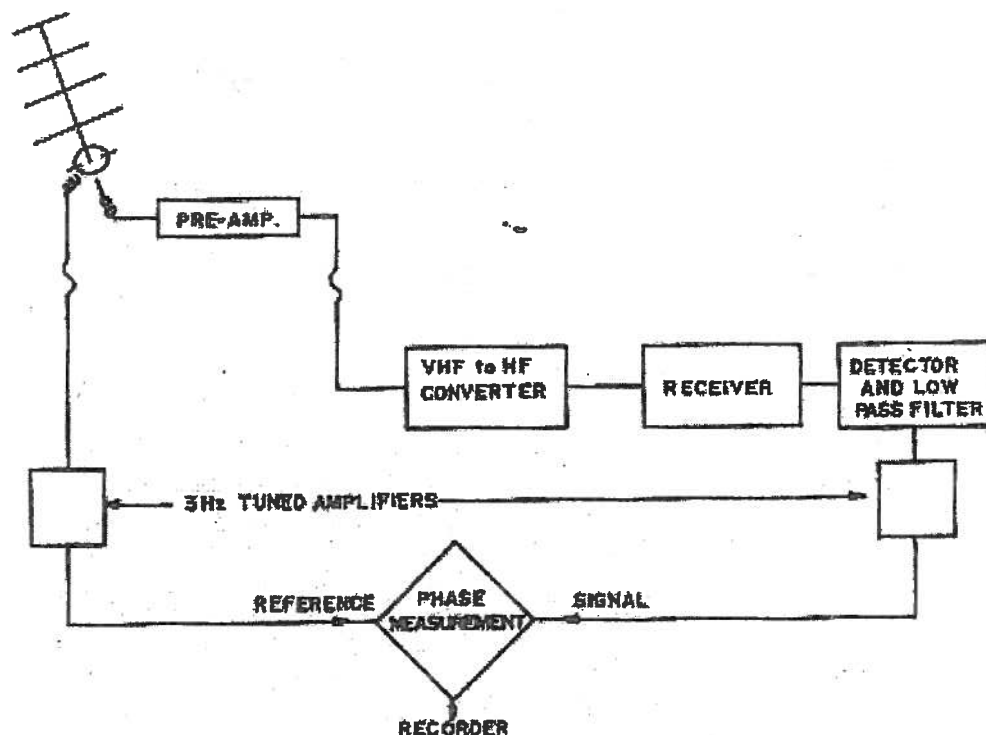 PRE-AMP.
VHF to HF
CONVERTER
RECEIVER
DETECTOR
AND LOW
PASS FILTER
3Hz TUNED AMPLIFIERS
REFERENCE
PHASE
MEASUREMENT
SIGNAL
RECORDER